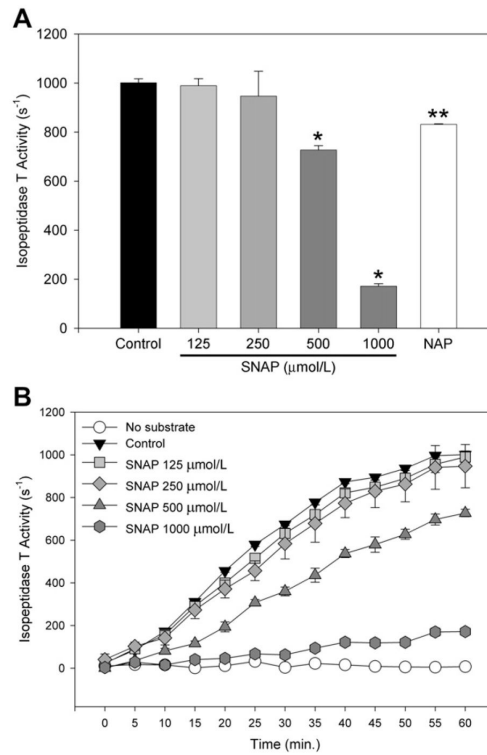 A
Isopeptidase T Activity (s⁻¹)
1200
1000
800
600
400
200
0
*
*
**
Control 125 250 500 1000 NAP
SNAP (μmol/L)
B
Isopeptidase T Activity (s⁻¹)
1200
1000
800
600
400
200
0
No substrate
Control
SNAP 125 μmol/L
SNAP 250 μmol/L
SNAP 500 μmol/L
SNAP 1000 μmol/L
0 5 10 15 20 25 30 35 40 45 50 55 60
Time (min.)